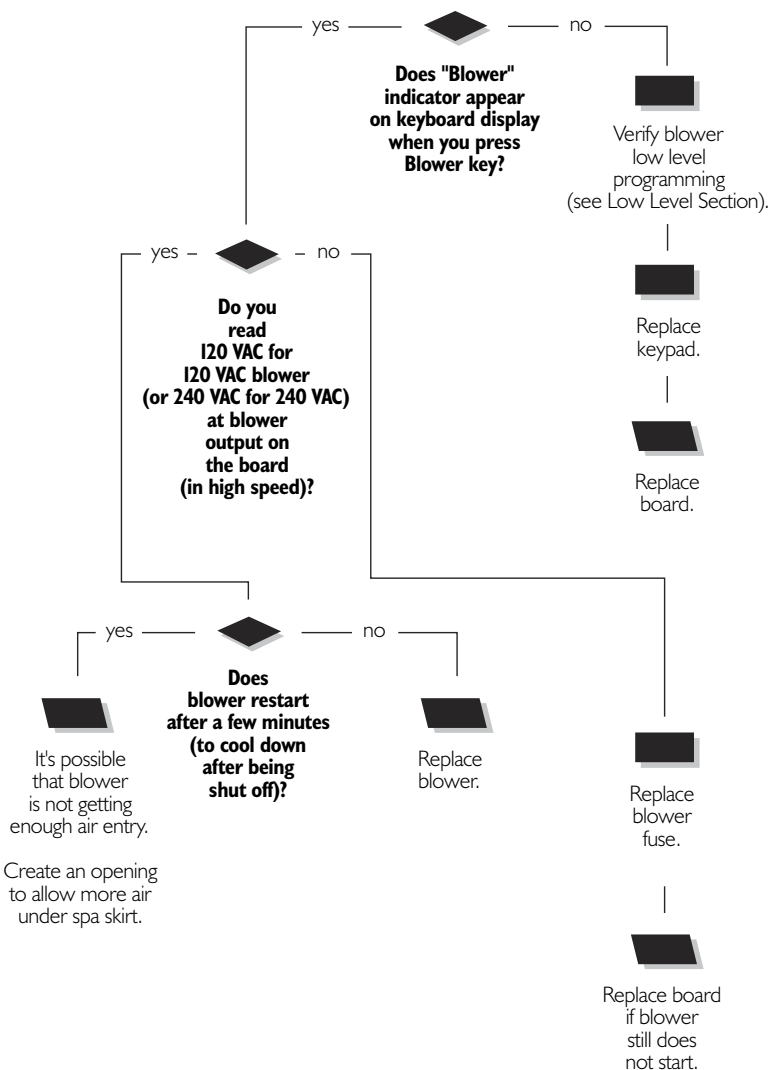 yes
no
Does "Blower"
indicator appear
on keyboard display
when you press
Blower key?
Verify blower
low level
programming
(see Low Level Section).
yes
no
Do you
read
120 VAC for
120 VAC blower
(or 240 VAC for 240 VAC)
at blower
output on
the board
(in high speed)?
Replace
keypad.
Replace
board.
yes
no
Does
blower restart
after a few minutes
(to cool down
after being
shut off)?
It's possible
that blower
is not getting
enough air entry.
Create an opening
to allow more air
under spa skirt.
Replace
blower.
Replace
blower
fuse.
Replace board
if blower
still does
not start.